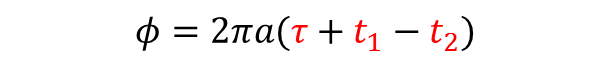 𝜙 = 2𝜋𝑎(𝜏 + 𝑡₁ − 𝑡₂)